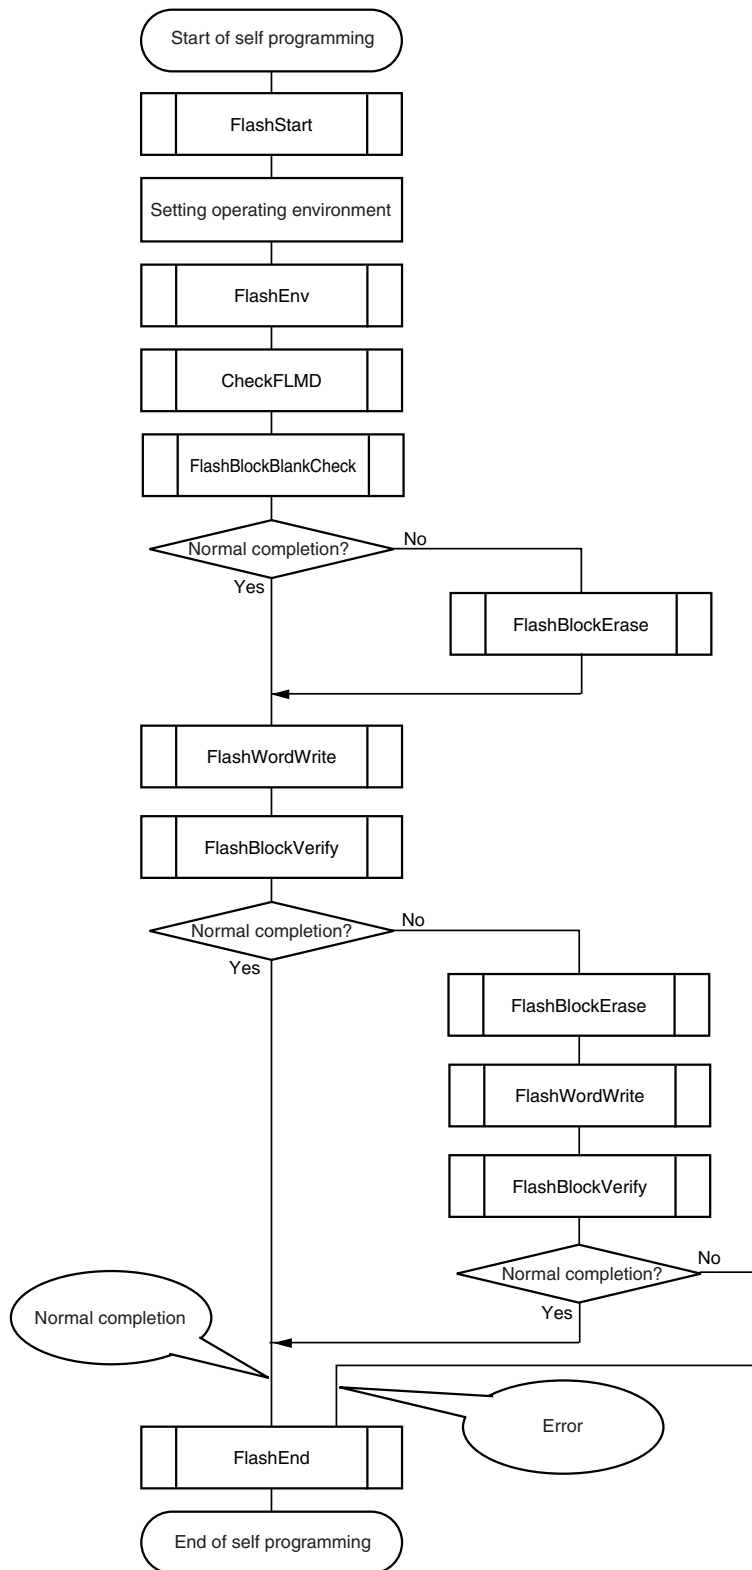 Start of self programming
FlashStart
Setting operating environment
FlashEnv
CheckFLMD
FlashBlockBlankCheck
Normal completion?
No
Yes
FlashBlockErase
FlashWordWrite
FlashBlockVerify
Normal completion?
No
Yes
FlashBlockErase
FlashWordWrite
FlashBlockVerify
Normal completion?
No
Yes
Normal completion
Error
FlashEnd
End of self programming